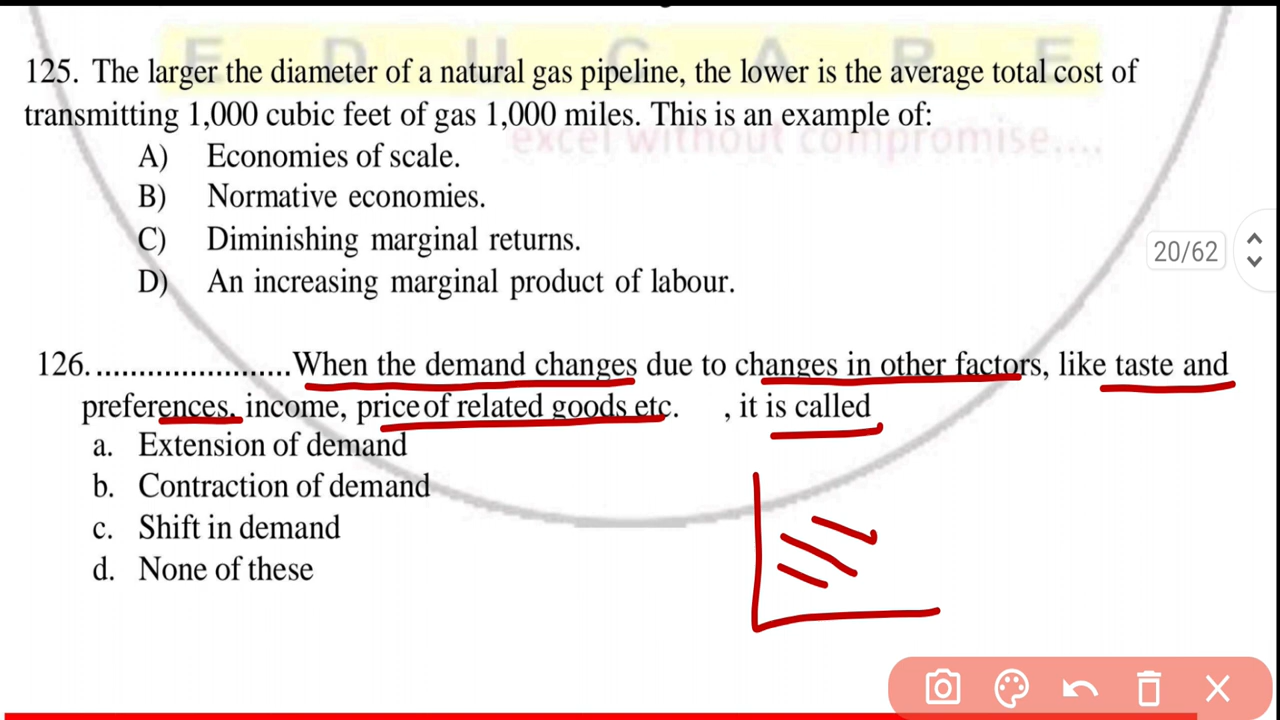 E D U C A R E
125. The larger the diameter of a natural gas pipeline, the lower is the average total cost of
transmitting 1,000 cubic feet of gas 1,000 miles. This is an example of:
excel without compromise....
A) Economies of scale.
B) Normative economies.
C) Diminishing marginal returns.
D) An increasing marginal product of labour.
20/62
126. ........................When the demand changes due to changes in other factors, like taste and
preferences, income, price of related goods etc. , it is called
a. Extension of demand
b. Contraction of demand
c. Shift in demand
d. None of these